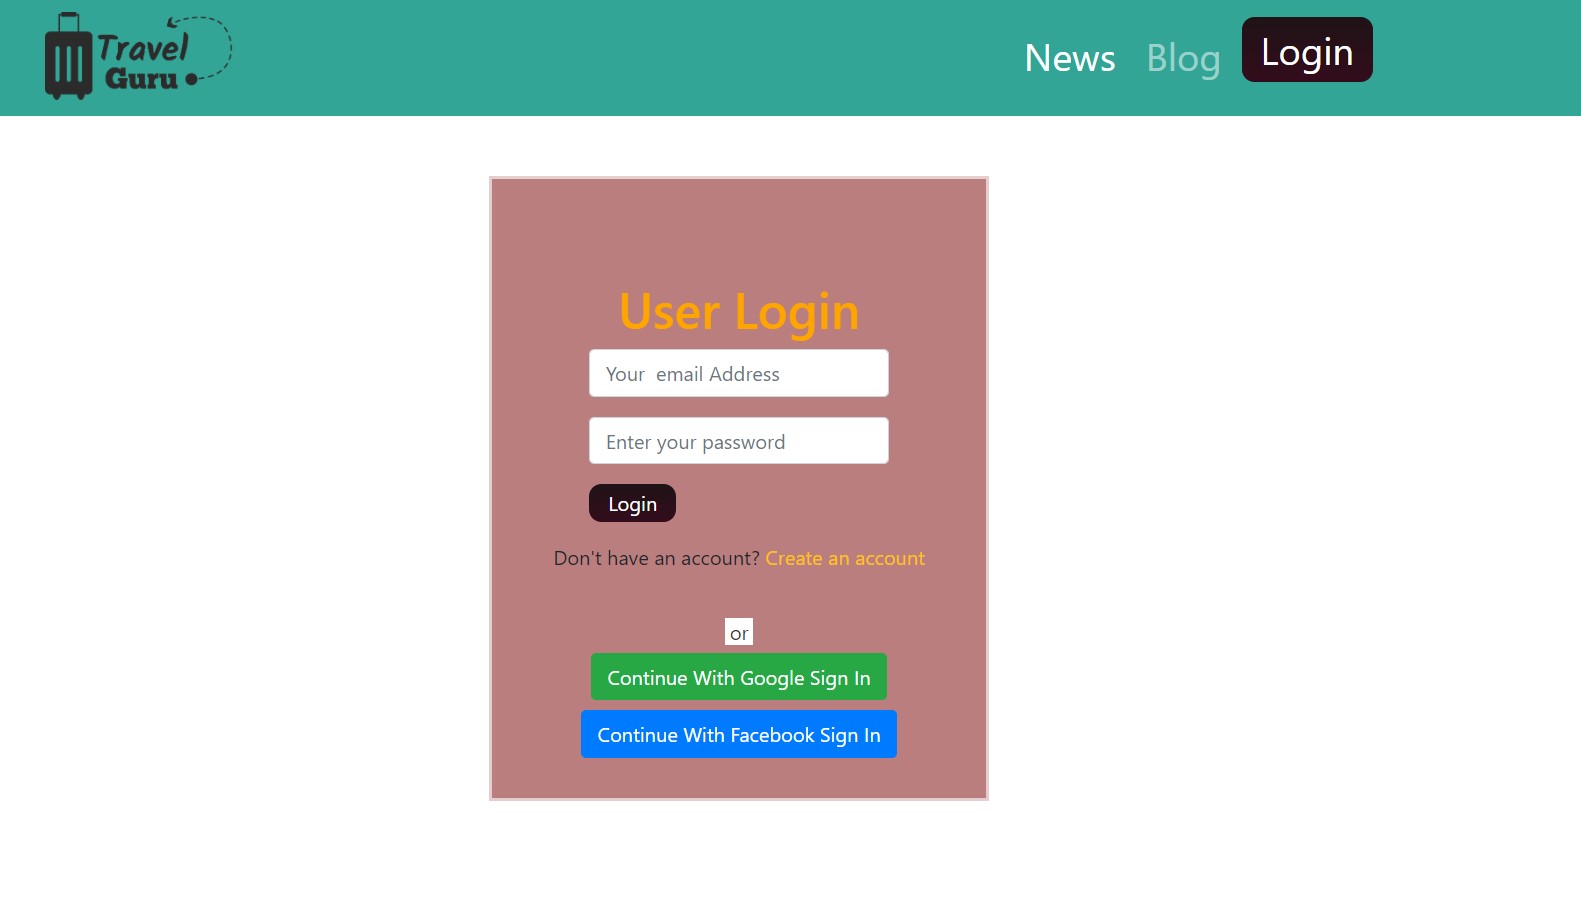 Travel
Guru
News Blog Login
User Login
Your  email Address
Enter your password
Login
Don't have an account? Create an account
or
Continue With Google Sign In
Continue With Facebook Sign In